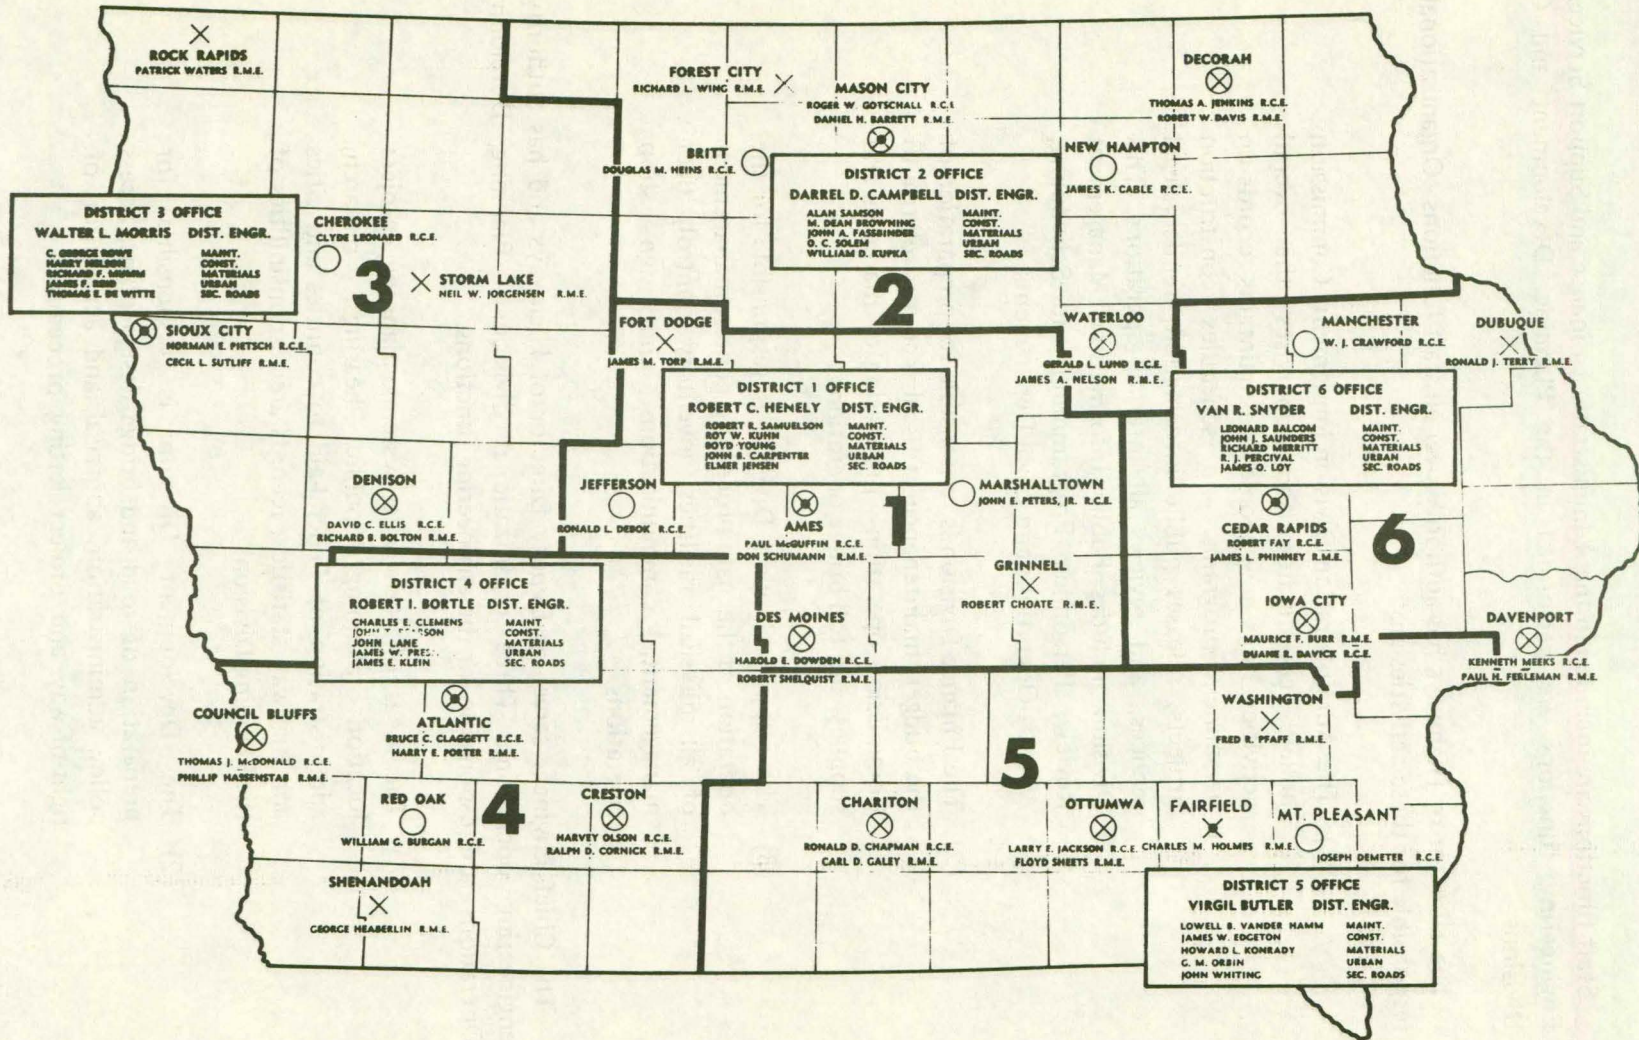 ROCK RAPIDS
PATRICK WATERS R.M.E.
FOREST CITY
RICHARD L. WING R.M.E.
MASON CITY
ROGER W. GOTSCHALL R.C.E
DANIEL H. BARRETT R.M.E.
DECORAH
THOMAS A. JENKINS R.C.E.
ROBERT W. DAVIS R.M.E.
BRITT
DOUGLAS M. HEINS R.C.E.
NEW HAMPTON
JAMES K. CABLE R.C.E.
DISTRICT 2 OFFICE
DARREL D. CAMPBELL DIST. ENGR.
ALAN SAMSON MAINT.
M. DEAN BROWNING CONST.
JOHN A. FASSBINDER MATERIALS
O. C. SOLEM URBAN
WILLIAM D. KUPKA SEC. ROADS
2
DISTRICT 3 OFFICE
WALTER L. MORRIS DIST. ENGR.
C. GEORGE ROWE MAINT.
HARRY NELSON CONST.
RICHARD F. MUMM MATERIALS
JAMES F. REID URBAN
THOMAS E. DE WITTE SEC. ROADS
CHEROKEE
CLYDE LEONARD R.C.E.
3
STORM LAKE
NEIL W. JORGENSEN R.M.E.
SIOUX CITY
NORMAN E. PIETSCH R.C.E.
CECIL L. SUTLIFF R.M.E.
FORT DODGE
JAMES M. TORP R.M.E.
WATERLOO
GERALD L. LUND R.C.E.
JAMES A. NELSON R.M.E.
MANCHESTER
W. J. CRAWFORD R.C.E.
DUBUQUE
RONALD J. TERRY R.M.E.
DISTRICT 1 OFFICE
ROBERT C. HENELY DIST. ENGR.
ROBERT R. SAMUELSON MAINT.
ROY W. KUHN CONST.
BOYD YOUNG MATERIALS
JOHN B. CARPENTER URBAN
ELMER JENSEN SEC. ROADS
DISTRICT 6 OFFICE
VAN R. SNYDER DIST. ENGR.
LEONARD BALCOM MAINT.
JOHN J. SAUNDERS CONST.
RICHARD MERRITT MATERIALS
R. J. PERCIVAL URBAN
JAMES O. LOY SEC. ROADS
DENISON
DAVID C. ELLIS R.C.E.
RICHARD B. BOLTON R.M.E.
JEFFERSON
RONALD L. DEBOK R.C.E.
AMES
PAUL McGUFFIN R.C.E.
DON SCHUMANN R.M.E.
1
MARSHALLTOWN
JOHN E. PETERS, JR. R.C.E.
CEDAR RAPIDS
ROBERT FAY R.C.E.
JAMES L. PHINNEY R.M.E.
6
GRINNELL
ROBERT CHOATE R.M.E.
DISTRICT 4 OFFICE
ROBERT I. BORTLE DIST. ENGR.
CHARLES E. CLEMENS MAINT.
JOHN T. CONST.
JOHN LANE MATERIALS
JAMES W. URBAN
JAMES E. KLEIN SEC. ROADS
DES MOINES
HAROLD E. DOWDEN R.C.E.
ROBERT SHELQUIST R.M.E.
IOWA CITY
MAURICE F. BURR R.M.E.
DUANE R. DAVICK R.C.E.
DAVENPORT
KENNETH MEEKS R.C.E.
PAUL H. FERLEMAN R.M.E.
COUNCIL BLUFFS
THOMAS J. McDONALD R.C.E.
PHILLIP HASSENSTAB R.M.E.
ATLANTIC
BRUCE C. CLAGGETT R.C.E.
HARRY E. PORTER R.M.E.
WASHINGTON
FRED R. PFAFF R.M.E.
5
RED OAK
WILLIAM G. BURGAN R.C.E.
4
CRESTON
HARVEY OLSON R.C.E.
RALPH D. CORNICK R.M.E.
CHARITON
RONALD D. CHAPMAN R.C.E.
CARL D. GALEY R.M.E.
OTTUMWA
LARRY E. JACKSON R.C.E.
FLOYD SHEETS R.M.E.
FAIRFIELD
CHARLES M. HOLMES R.M.E.
MT. PLEASANT
JOSEPH DEMETER R.C.E.
SHENANDOAH
GEORGE HEABERLIN R.M.E.
DISTRICT 5 OFFICE
VIRGIL BUTLER DIST. ENGR.
LOWELL B. VANDER HAMM MAINT.
JAMES W. EDGETON CONST.
HOWARD L. KONRADY MATERIALS
G. M. ORBIN URBAN
JOHN WHITING SEC. ROADS